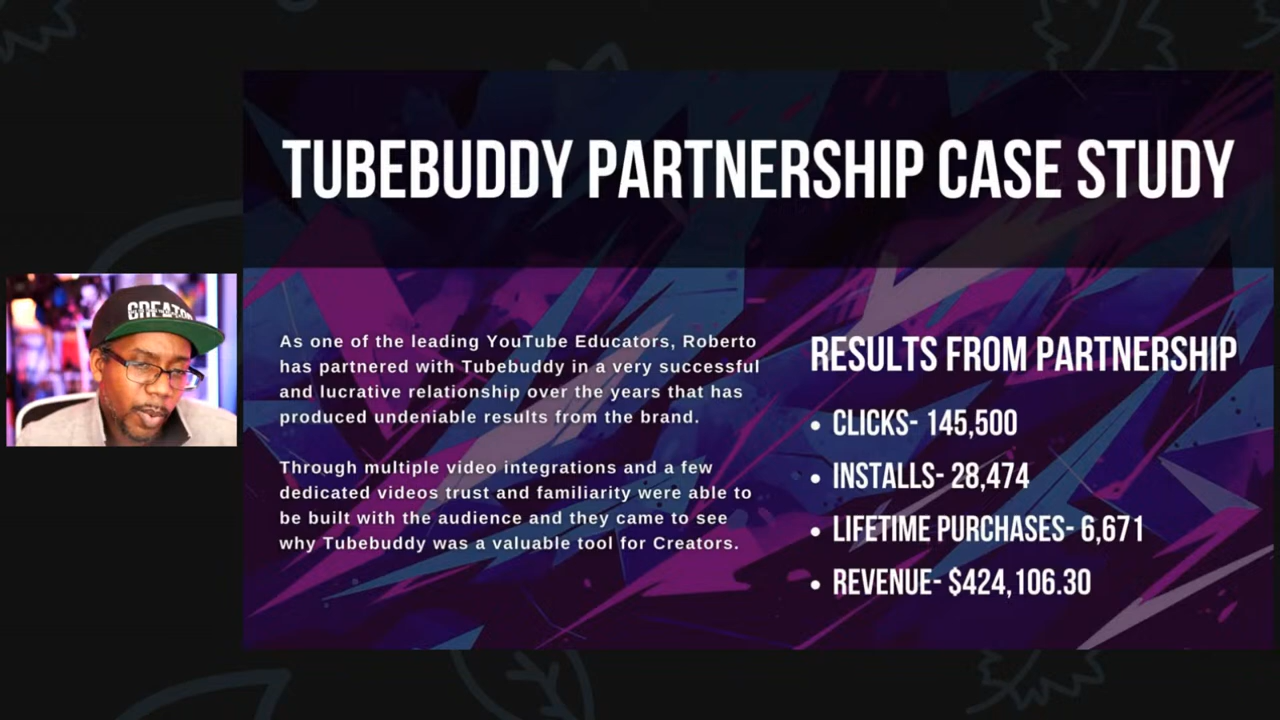 TUBEBUDDY PARTNERSHIP CASE STUDY
CREATOR
As one of the leading YouTube Educators, Roberto
has partnered with Tubebuddy in a very successful
and lucrative relationship over the years that has
produced undeniable results from the brand.
Through multiple video integrations and a few
dedicated videos trust and familiarity were able to
be built with the audience and they came to see
why Tubebuddy was a valuable tool for Creators.
RESULTS FROM PARTNERSHIP
• CLICKS- 145,500
• INSTALLS- 28,474
• LIFETIME PURCHASES- 6,671
• REVENUE- $424,106.30